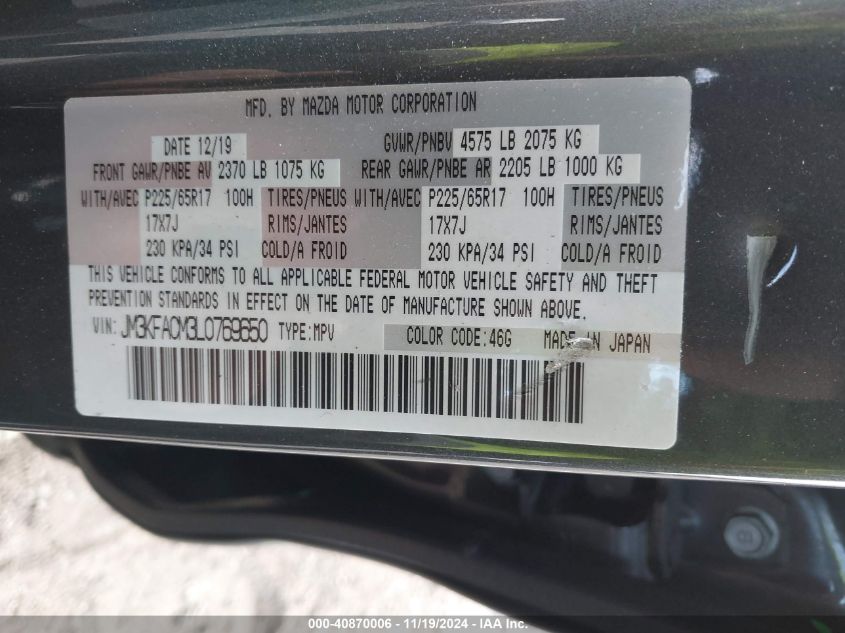 MFD. BY MAZDA MOTOR CORPORATION
DATE 12/19 GVWR/PNBV 4575 LB 2075 KG
FRONT GAWR/PNBE AV 2370 LB 1075 KG REAR GAWR/PNBE AR 2205 LB 1000 KG
WITH/AVEC P225/65R17 100H TIRES/PNEUS WITH/AVEC P225/65R17 100H TIRES/PNEUS
17X7J RIMS/JANTES 17X7J RIMS/JANTES
230 KPA/34 PSI COLD/A FROID 230 KPA/34 PSI COLD/A FROID
THIS VEHICLE CONFORMS TO ALL APPLICABLE FEDERAL MOTOR VEHICLE SAFETY AND THEFT
PREVENTION STANDARDS IN EFFECT ON THE DATE OF MANUFACTURE SHOWN ABOVE.
VIN: JM3KFACM3L0769650 TYPE:MPV COLOR CODE:46G MADE IN JAPAN
000-40870006 - 11/19/2024 - IAA Inc.